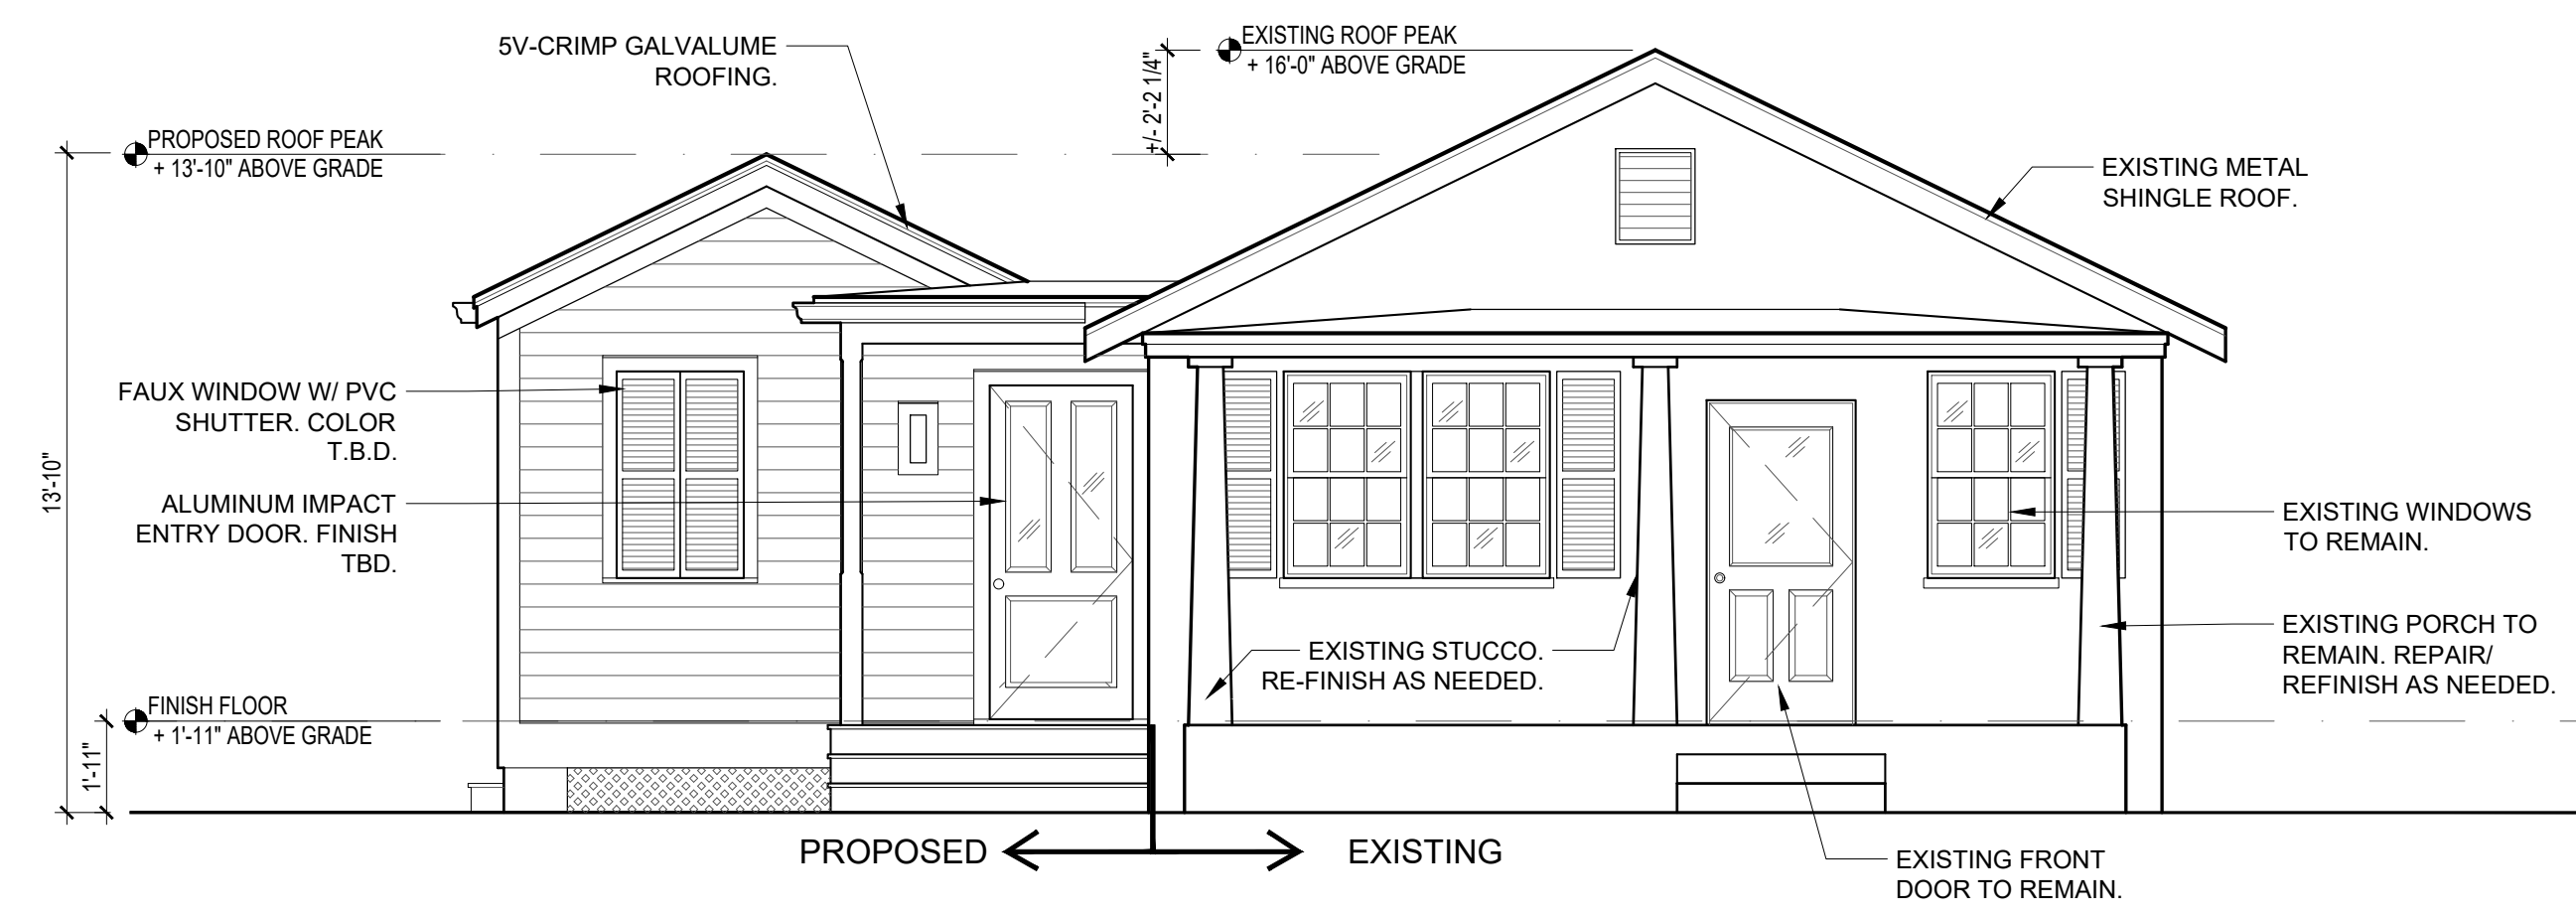 5V-CRIMP GALVALUME
ROOFING.
EXISTING ROOF PEAK
+ 16'-0" ABOVE GRADE
+/- 2'-2 1/4"
PROPOSED ROOF PEAK
+ 13'-10" ABOVE GRADE
EXISTING METAL
SHINGLE ROOF.
FAUX WINDOW W/ PVC
SHUTTER. COLOR
T.B.D.
13'-10"
ALUMINUM IMPACT
ENTRY DOOR. FINISH
TBD.
EXISTING WINDOWS
TO REMAIN.
EXISTING STUCCO.
RE-FINISH AS NEEDED.
EXISTING PORCH TO
REMAIN. REPAIR/
REFINISH AS NEEDED.
FINISH FLOOR
+ 1'-11" ABOVE GRADE
1'-11"
PROPOSED
EXISTING
EXISTING FRONT
DOOR TO REMAIN.